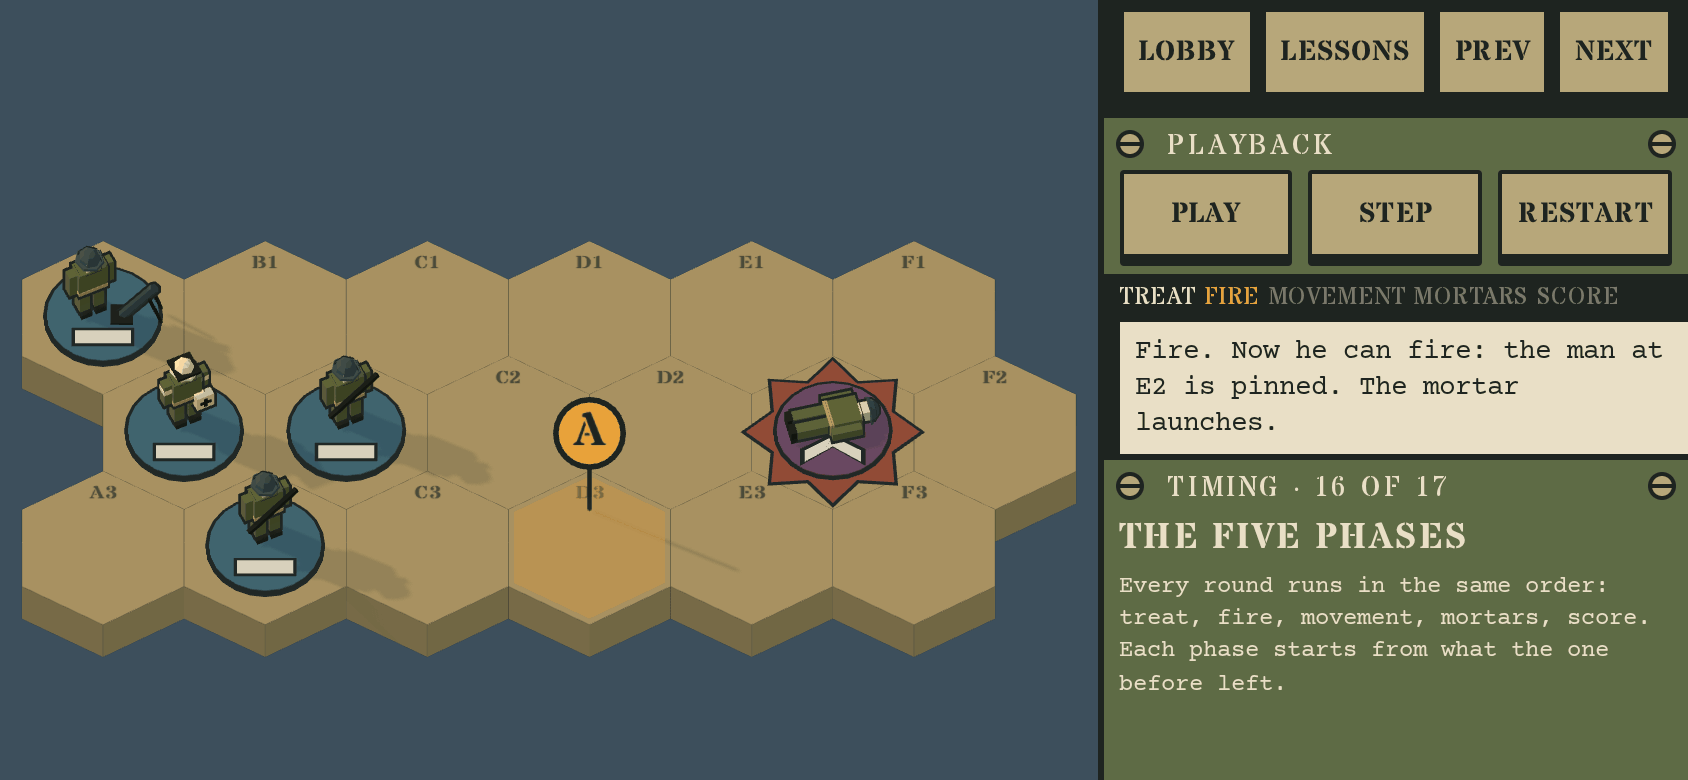 LOBBY LESSONS PREV NEXT
PLAYBACK
PLAY STEP RESTART
TREAT FIRE MOVEMENT MORTARS SCORE
Fire. Now he can fire: the man at
E2 is pinned. The mortar
launches.
TIMING · 16 OF 17
THE FIVE PHASES
Every round runs in the same order:
treat, fire, movement, mortars, score.
Each phase starts from what the one
before left.
B1 C1 D1 E1 F1
C2 D2 F2
A
A3 C3 D3 E3 F3